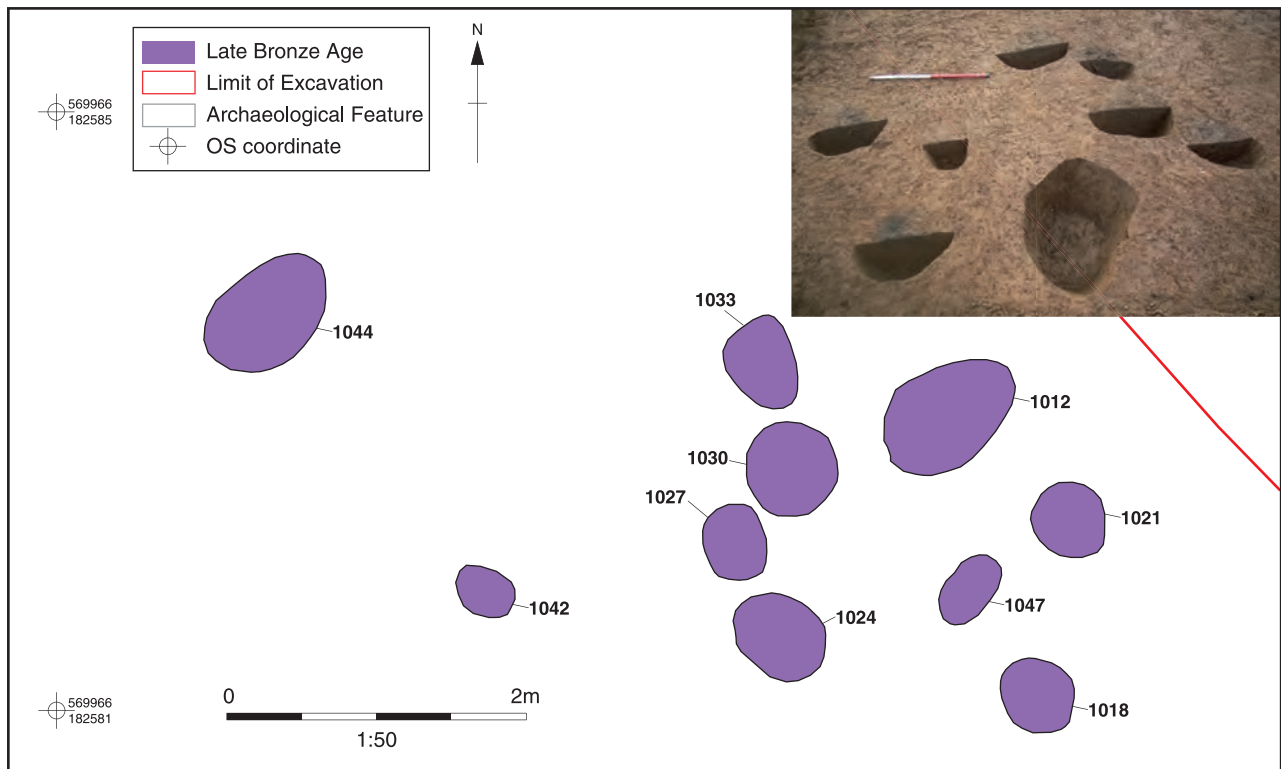 Late Bronze Age
Limit of Excavation
Archaeological Feature
OS coordinate
N
569966
182585
1044
1033
1012
1030
1027
1021
1047
1042
1024
1018
569966
182581
0 2m
1:50